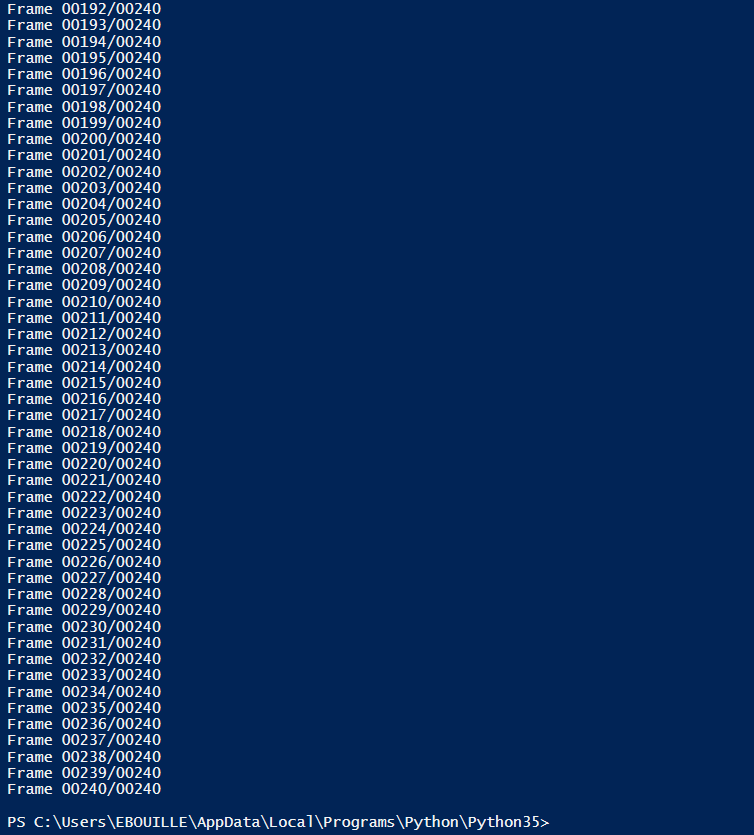 Frame 00192/00240
Frame 00193/00240
Frame 00194/00240
Frame 00195/00240
Frame 00196/00240
Frame 00197/00240
Frame 00198/00240
Frame 00199/00240
Frame 00200/00240
Frame 00201/00240
Frame 00202/00240
Frame 00203/00240
Frame 00204/00240
Frame 00205/00240
Frame 00206/00240
Frame 00207/00240
Frame 00208/00240
Frame 00209/00240
Frame 00210/00240
Frame 00211/00240
Frame 00212/00240
Frame 00213/00240
Frame 00214/00240
Frame 00215/00240
Frame 00216/00240
Frame 00217/00240
Frame 00218/00240
Frame 00219/00240
Frame 00220/00240
Frame 00221/00240
Frame 00222/00240
Frame 00223/00240
Frame 00224/00240
Frame 00225/00240
Frame 00226/00240
Frame 00227/00240
Frame 00228/00240
Frame 00229/00240
Frame 00230/00240
Frame 00231/00240
Frame 00232/00240
Frame 00233/00240
Frame 00234/00240
Frame 00235/00240
Frame 00236/00240
Frame 00237/00240
Frame 00238/00240
Frame 00239/00240
Frame 00240/00240
PS C:\Users\EBOUILLE\AppData\Local\Programs\Python\Python35>